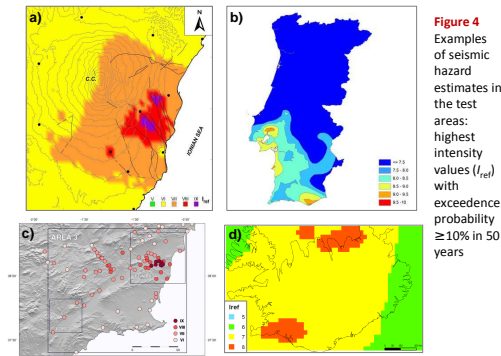 a)
N
C.C.
IONIAN SEA
V VI VII VIII IX Iref
b)
<= 7.5
7.5 - 8.0
8.0 - 8.5
8.5 - 9.0
9.0 - 9.5
9.5 - 10
Figure 4
Examples
of seismic
hazard
estimates in
the test
areas:
highest
intensity
values (Iref)
with
exceedence
probability
≥10% in 50
years
c)
AREA 3
IX
VIII
VII
VI
d)
Iref
5
6
7
8